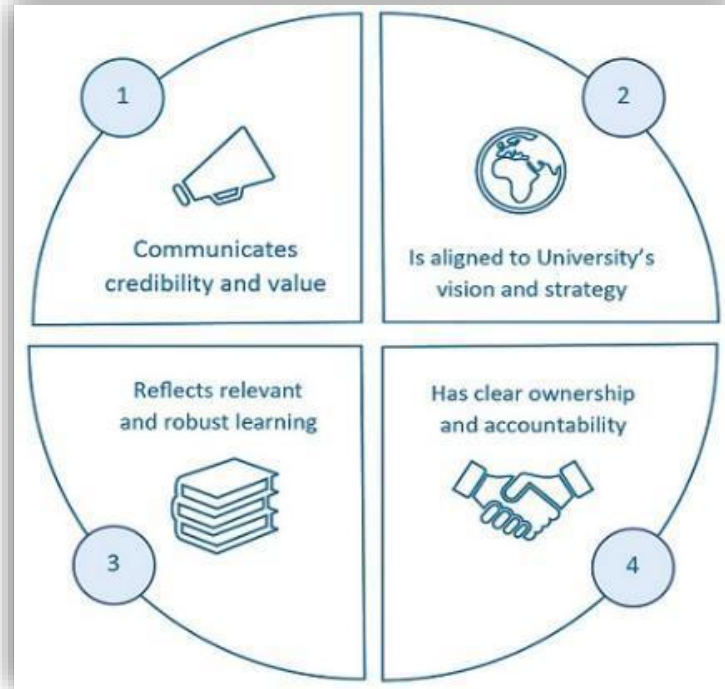 1
Communicates
credibility and value
2
Is aligned to University's
vision and strategy
Reflects relevant
and robust learning
3
Has clear ownership
and accountability
4